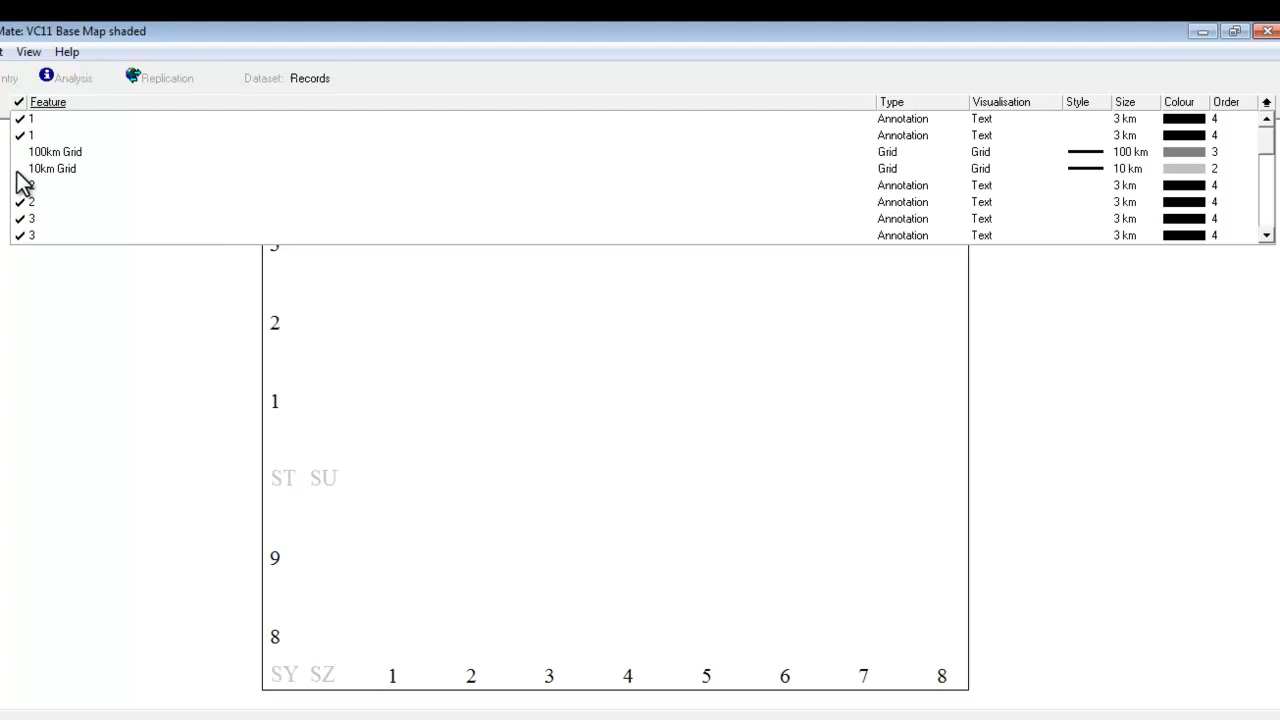 Mate: VC11 Base Map shaded
t View Help
ntry Analysis Replication Dataset: Records
Feature Type Visualisation Style Size Colour Order
1 Annotation Text 3 km 4
1 Annotation Text 3 km 4
100km Grid Grid Grid 100 km 3
10km Grid Grid Grid 10 km 2
2 Annotation Text 3 km 4
2 Annotation Text 3 km 4
3 Annotation Text 3 km 4
3 Annotation Text 3 km 4
3
2
1
ST SU
9
8
SY SZ 1 2 3 4 5 6 7 8